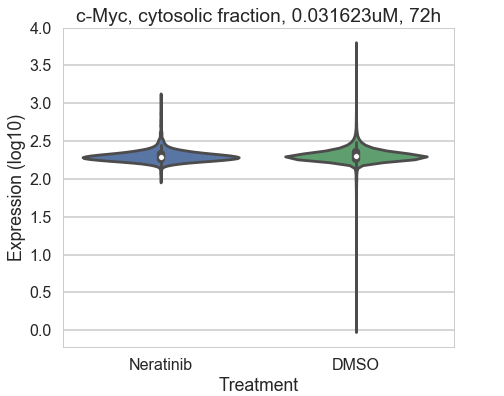 c-Myc, cytosolic fraction, 0.031623uM, 72h
4.0
3.5
3.0
2.5
2.0
1.5
1.0
0.5
0.0
Expression (log10)
Neratinib DMSO
Treatment